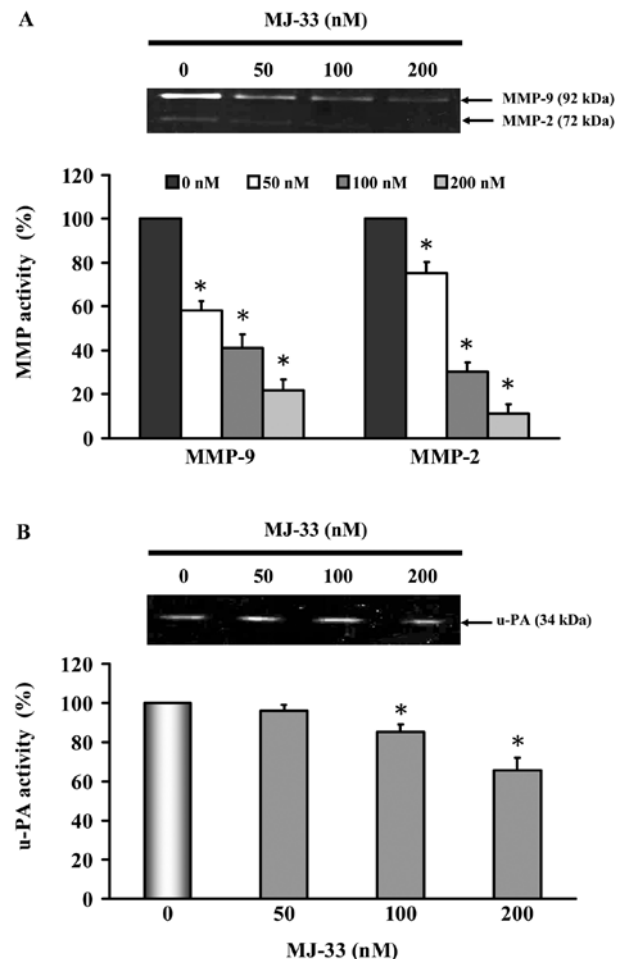 A
MJ-33 (nM)
0 50 100 200
MMP-9 (92 kDa)
MMP-2 (72 kDa)
0 nM 50 nM 100 nM 200 nM
MMP activity (%)
120
100
80
60
40
20
0
* * *
* * *
MMP-9 MMP-2
B
MJ-33 (nM)
0 50 100 200
u-PA (34 kDa)
u-PA activity (%)
120
100
80
60
40
20
0
* *
0 50 100 200
MJ-33 (nM)